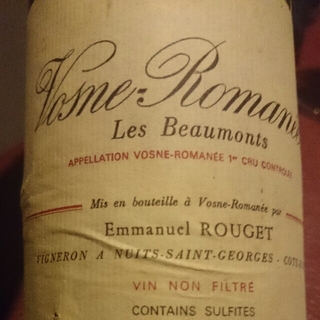 Vosne-Romanée
Les Beaumonts
APPELLATION VOSNE-ROMANÉE 1er CRU CONTROLÉE
Mis en bouteille à Vosne-Romanée par
Emmanuel ROUGET
VIGNERON A NUITS-SAINT-GEORGES - COTE
VIN NON FILTRÉ
CONTAINS SULFITES